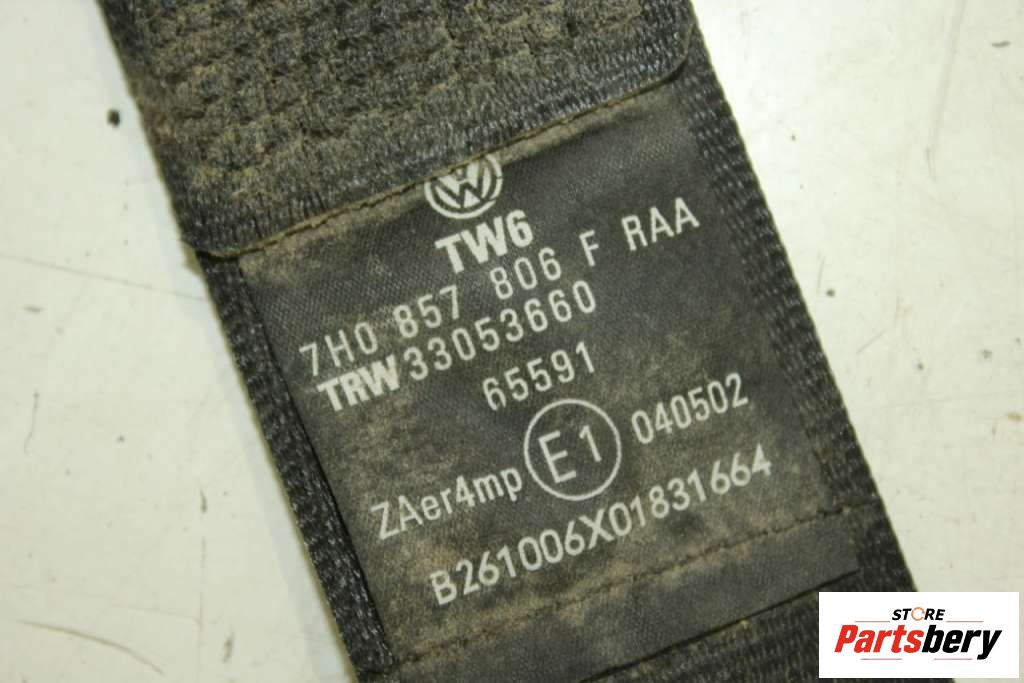 TW6
7H0 857 806 F RAA
TRW 33053660
65591
ZAer4mp E1 040502
B261006X01831664
STORE
Partsbery